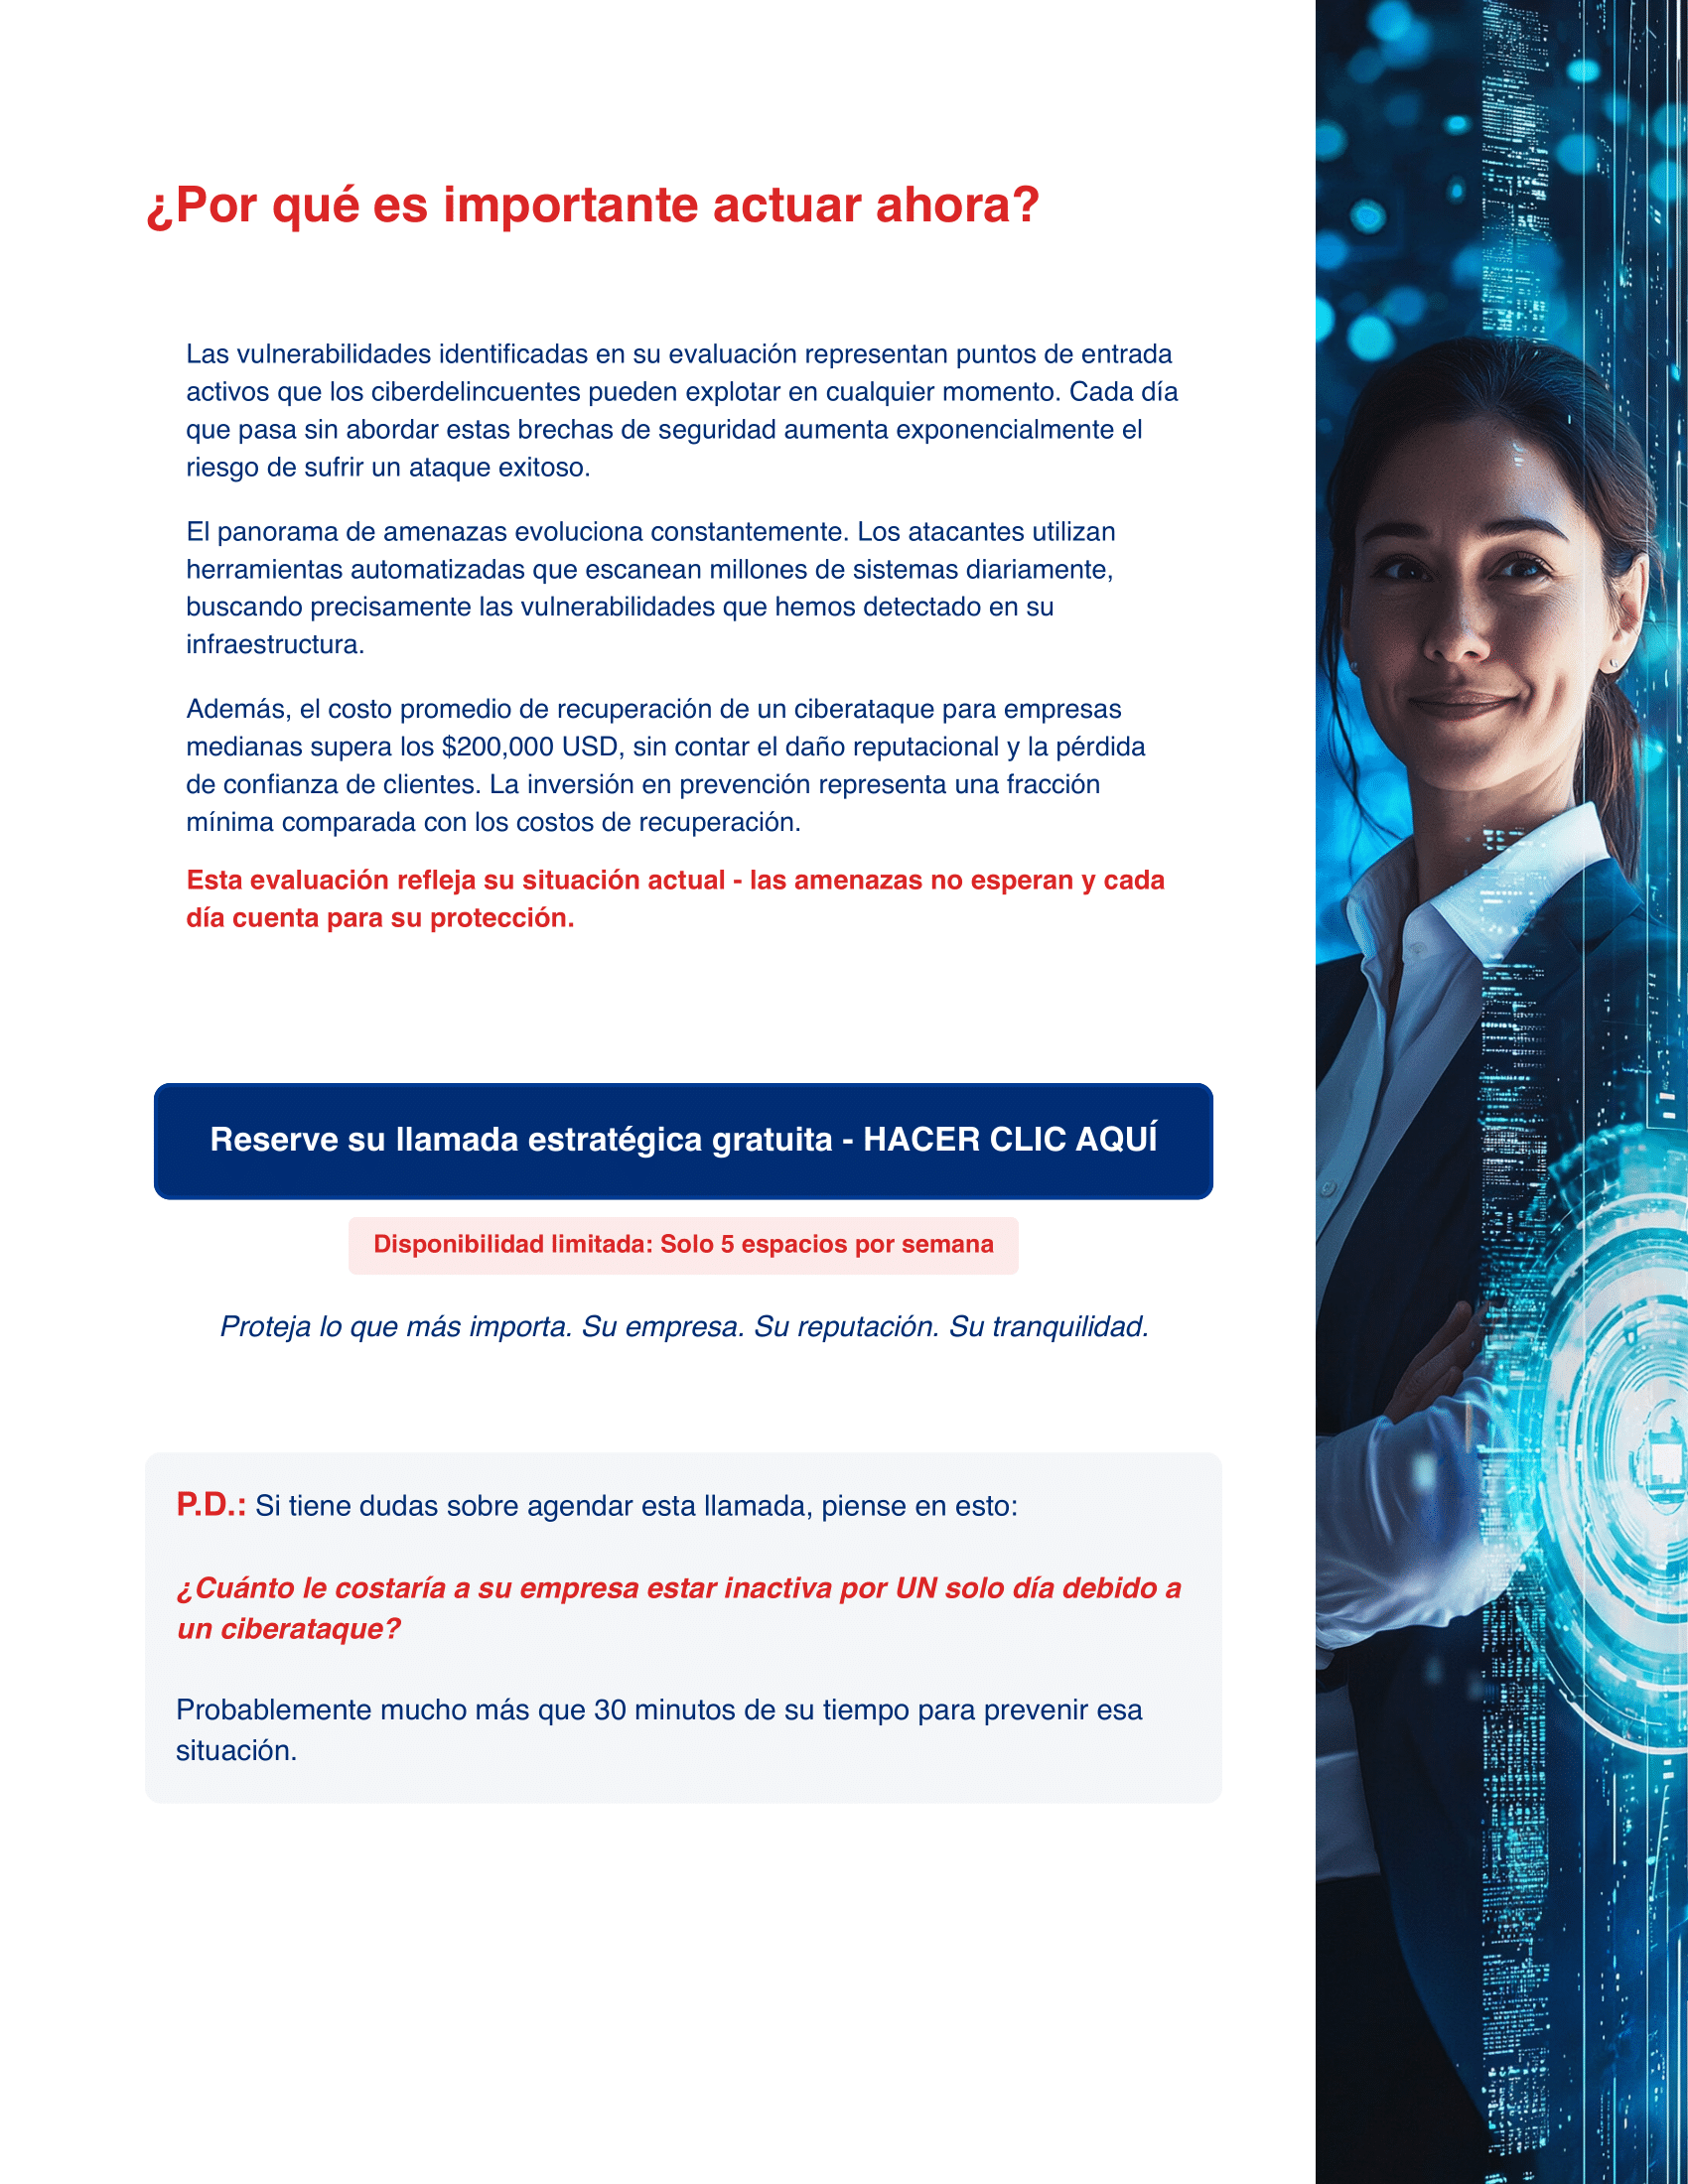 ¿Por qué es importante actuar ahora?
Las vulnerabilidades identificadas en su evaluación representan puntos de entrada
activos que los ciberdelincuentes pueden explotar en cualquier momento. Cada día
que pasa sin abordar estas brechas de seguridad aumenta exponencialmente el
riesgo de sufrir un ataque exitoso.
El panorama de amenazas evoluciona constantemente. Los atacantes utilizan
herramientas automatizadas que escanean millones de sistemas diariamente,
buscando precisamente las vulnerabilidades que hemos detectado en su
infraestructura.
Además, el costo promedio de recuperación de un ciberataque para empresas
medianas supera los $200,000 USD, sin contar el daño reputacional y la pérdida
de confianza de clientes. La inversión en prevención representa una fracción
mínima comparada con los costos de recuperación.
Esta evaluación refleja su situación actual - las amenazas no esperan y cada
día cuenta para su protección.
Reserve su llamada estratégica gratuita - HACER CLIC AQUÍ
Disponibilidad limitada: Solo 5 espacios por semana
Proteja lo que más importa. Su empresa. Su reputación. Su tranquilidad.
P.D.: Si tiene dudas sobre agendar esta llamada, piense en esto:
¿Cuánto le costaría a su empresa estar inactiva por UN solo día debido a
un ciberataque?
Probablemente mucho más que 30 minutos de su tiempo para prevenir esa
situación.